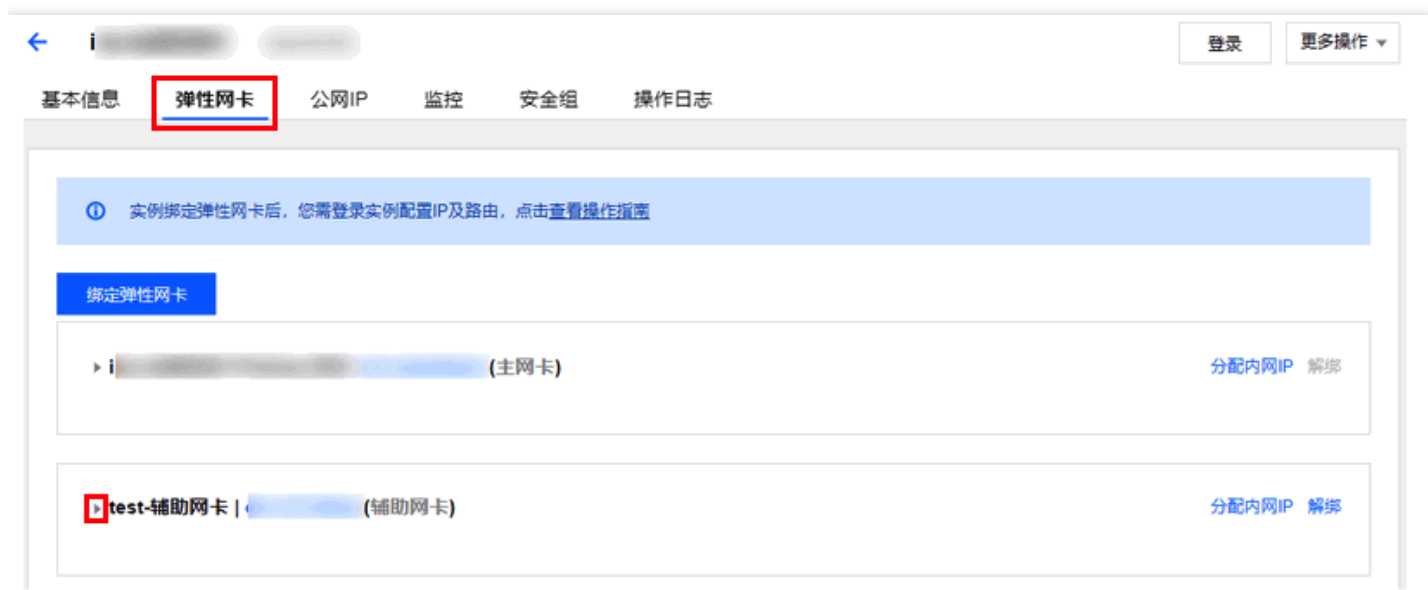 i
登录 更多操作
基本信息 弹性网卡 公网IP 监控 安全组 操作日志
实例绑定弹性网卡后，您需登录实例配置IP及路由，点击查看操作指南
绑定弹性网卡
i (主网卡) 分配内网IP 解绑
test-辅助网卡 | (辅助网卡) 分配内网IP 解绑